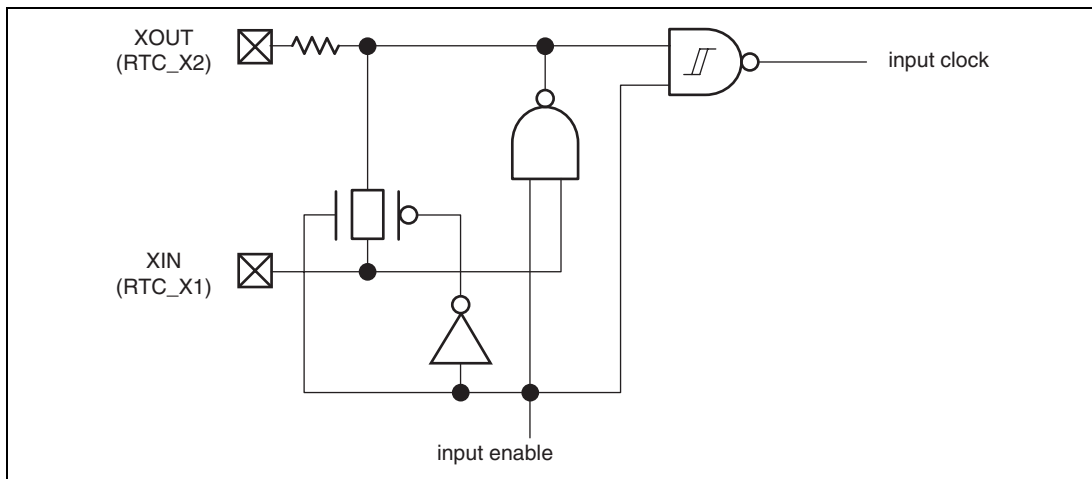 XOUT
(RTC_X2)
input clock
XIN
(RTC_X1)
input enable